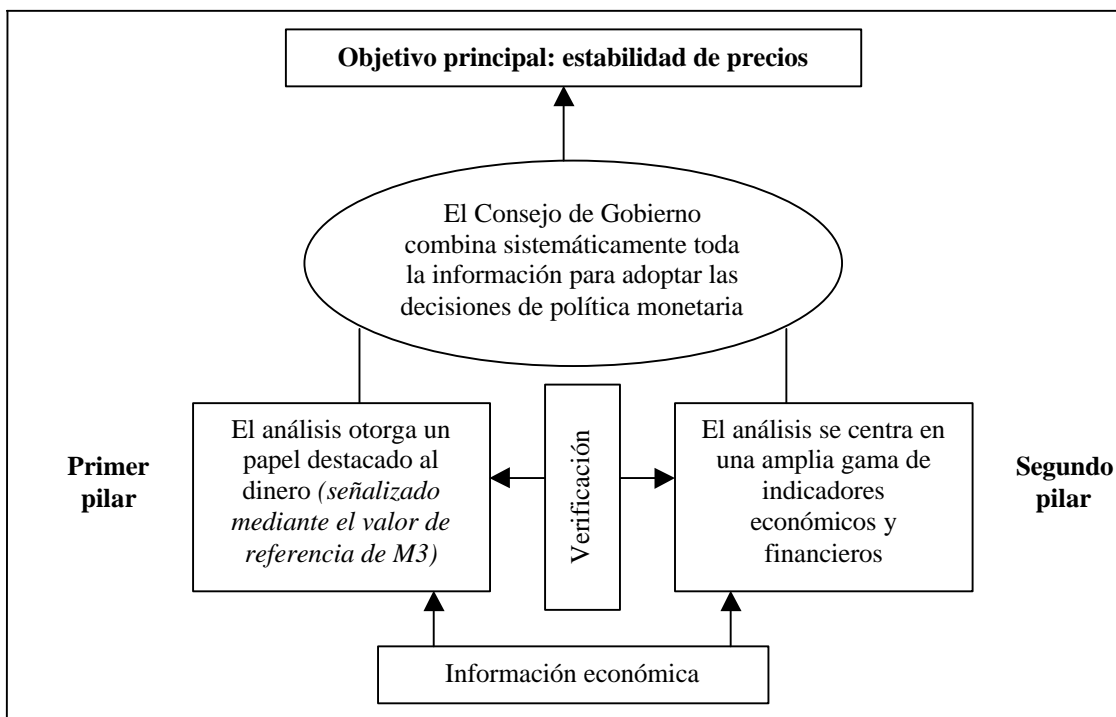 Objetivo principal: estabilidad de precios
El Consejo de Gobierno
combina sistemáticamente toda
la información para adoptar las
decisiones de política monetaria
Primer
pilar
El análisis otorga un
papel destacado al
dinero (señalizado
mediante el valor de
referencia de M3)
Verificación
El análisis se centra en
una amplia gama de
indicadores
económicos y
financieros
Segundo
pilar
Información económica